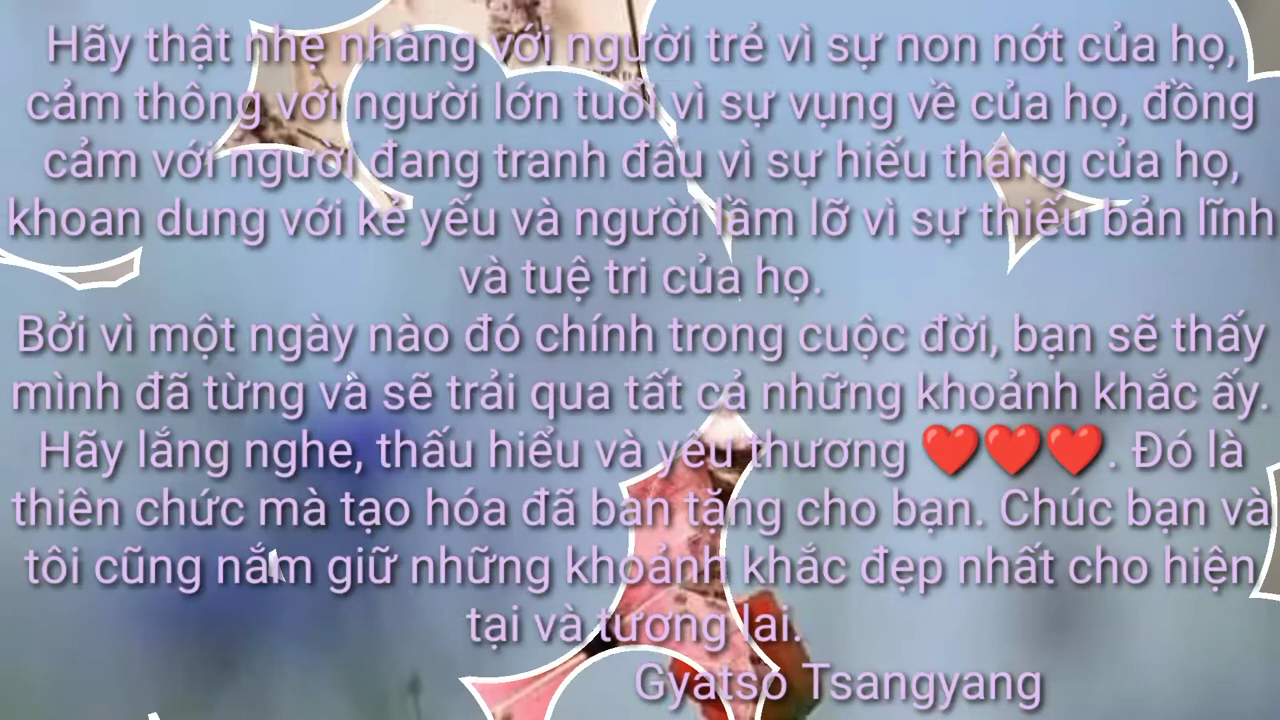 Hãy thật nhẹ nhàng với người trẻ vì sự non nớt của họ,
cảm thông với người lớn tuổi vì sự vụng về của họ, đồng
cảm với người đang tranh đấu vì sự hiếu thắng của họ,
khoan dung với kẻ yếu và người lầm lỡ vì sự thiếu bản lĩnh
và tuệ tri của họ.
Bởi vì một ngày nào đó chính trong cuộc đời, bạn sẽ thấy
mình đã từng và sẽ trải qua tất cả những khoảnh khắc ấy.
Hãy lắng nghe, thấu hiểu và yêu thương ❤️❤️❤️. Đó là
thiên chức mà tạo hóa đã ban tặng cho bạn. Chúc bạn và
tôi cũng nắm giữ những khoảnh khắc đẹp nhất cho hiện
tại và tương lai.
Gyatso Tsangyang